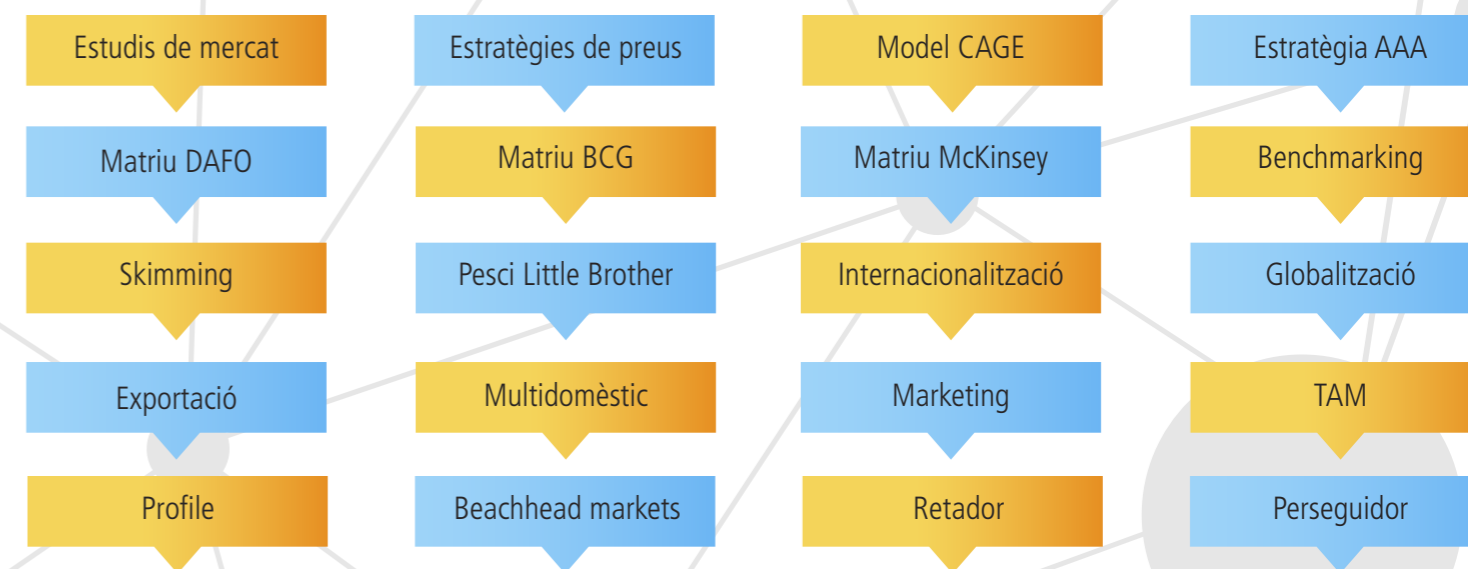 Estudis de mercat
Estratègies de preus
Model CAGE
Estratègia AAA
Matriu DAFO
Matriu BCG
Matriu McKinsey
Benchmarking
Skimming
Pesci Little Brother
Internacionalització
Globalització
Exportació
Multidomèstic
Marketing
TAM
Profile
Beachhead markets
Retador
Perseguidor